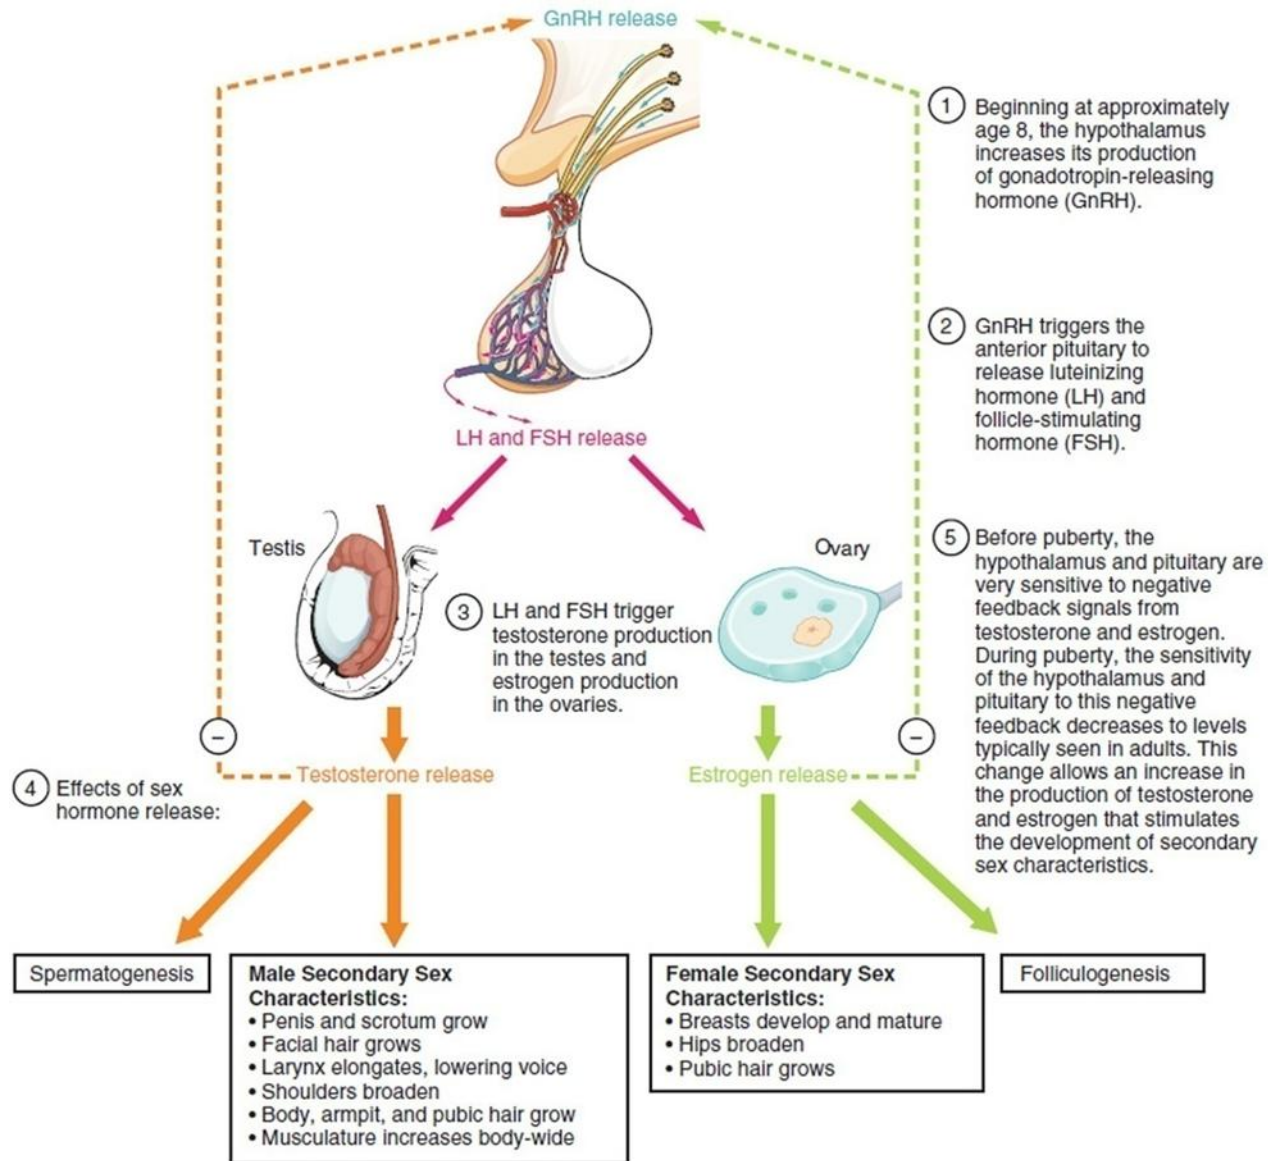 GnRH release
1
Beginning at approximately
age 8, the hypothalamus
increases its production
of gonadotropin-releasing
hormone (GnRH).
2
GnRH triggers the
anterior pituitary to
release luteinizing
hormone (LH) and
follicle-stimulating
hormone (FSH).
LH and FSH release
Testis
Ovary
3
LH and FSH trigger
testosterone production
in the testes and
estrogen production
in the ovaries.
5
Before puberty, the
hypothalamus and pituitary are
very sensitive to negative
feedback signals from
testosterone and estrogen.
During puberty, the sensitivity
of the hypothalamus and
pituitary to this negative
feedback decreases to levels
typically seen in adults. This
change allows an increase in
the production of testosterone
and estrogen that stimulates
the development of secondary
sex characteristics.
–
–
Testosterone release
Estrogen release
4
Effects of sex
hormone release:
Spermatogenesis
Male Secondary Sex
Characteristics:
• Penis and scrotum grow
• Facial hair grows
• Larynx elongates, lowering voice
• Shoulders broaden
• Body, armpit, and pubic hair grow
• Musculature increases body-wide
Female Secondary Sex
Characteristics:
• Breasts develop and mature
• Hips broaden
• Pubic hair grows
Folliculogenesis